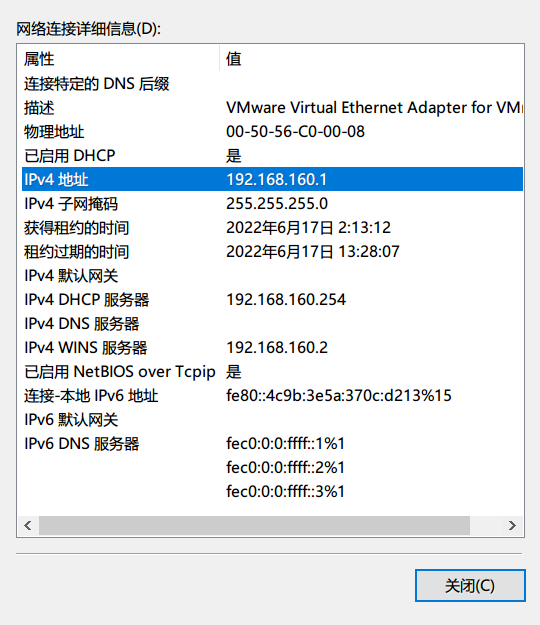 网络连接详细信息(D):
属性 值
连接特定的 DNS 后缀
描述 VMware Virtual Ethernet Adapter for
物理地址 00-50-56-C0-00-08
已启用 DHCP 是
IPv4 地址 192.168.160.1
IPv4 子网掩码 255.255.255.0
获得租约的时间 2022年6月17日 2:13:12
租约过期的时间 2022年6月17日 13:28:07
IPv4 默认网关
IPv4 DHCP 服务器 192.168.160.254
IPv4 DNS 服务器
IPv4 WINS 服务器 192.168.160.2
已启用 NetBIOS over Tcpip 是
连接-本地 IPv6 地址 fe80::4c9b:3e5a:370c:d213%15
IPv6 默认网关
IPv6 DNS 服务器 fec0:0:0:ffff::1%1
fec0:0:0:ffff::2%1
fec0:0:0:ffff::3%1
关闭(C)